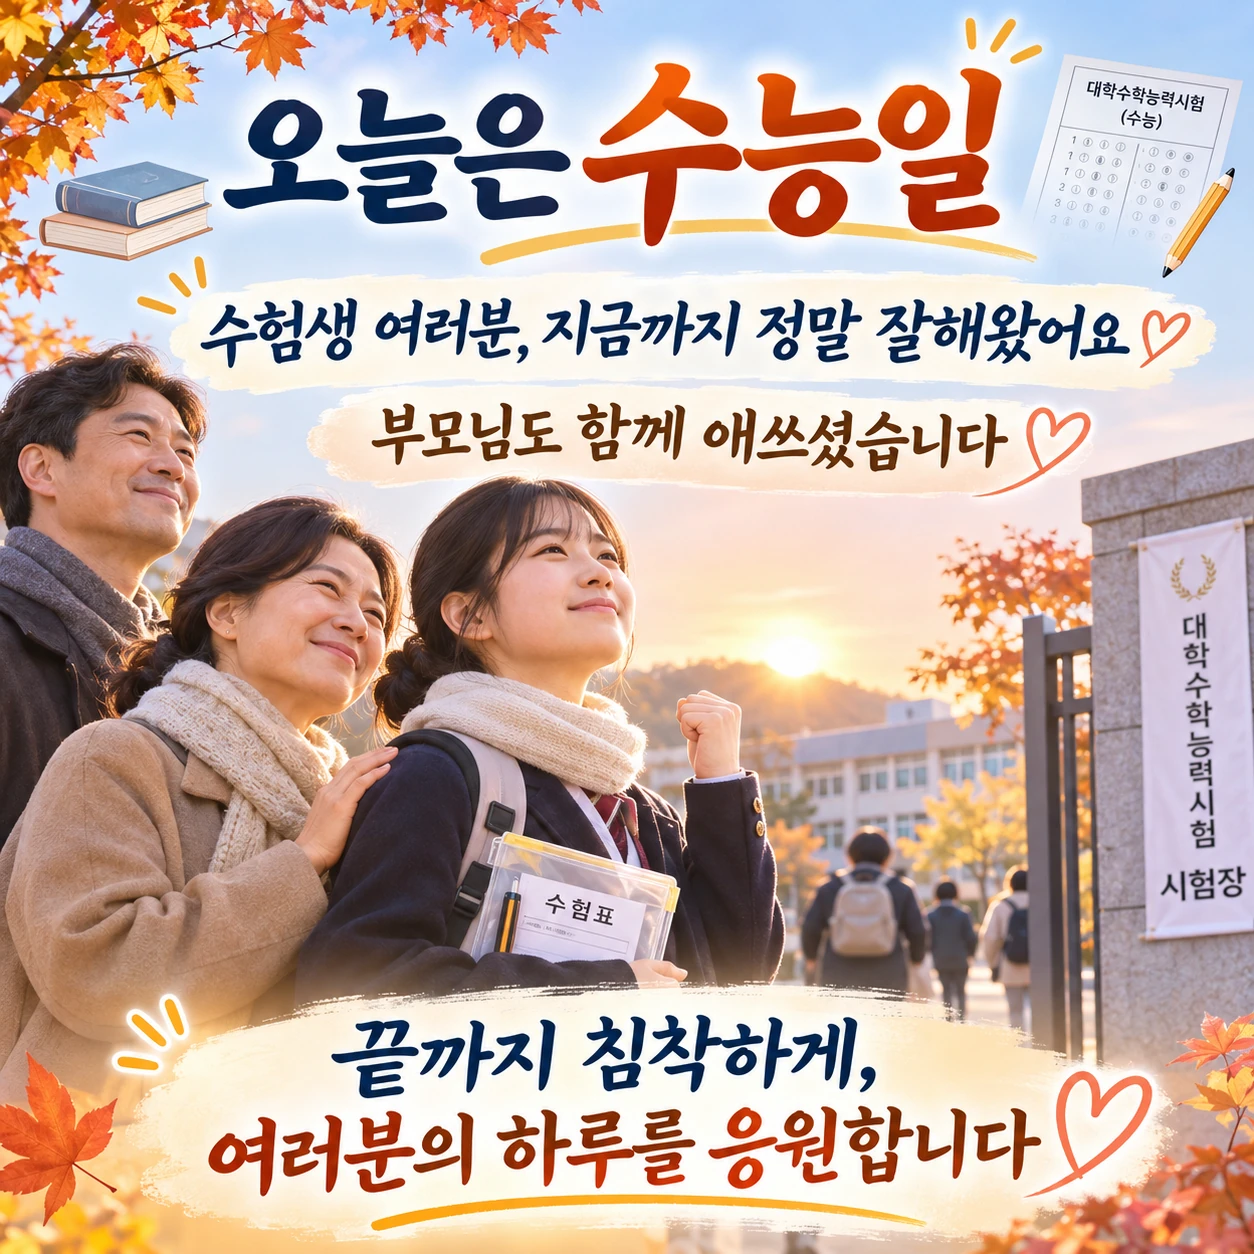 오늘은 수능일
대학수학능력시험
(수능)
수험생 여러분, 지금까지 정말 잘해왔어요
부모님도 함께 애쓰셨습니다
대학수학능력시험
시험장
수험표
끝까지 침착하게,
여러분의 하루를 응원합니다